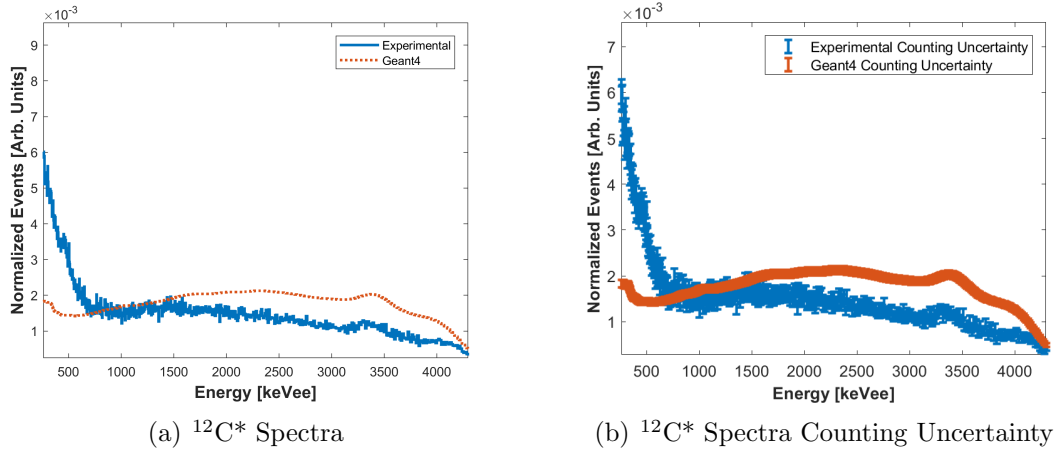 ×10⁻³
9
8
7
6
5
4
3
2
1
500 1000 1500 2000 2500 3000 3500 4000
Energy [keVee]
Normalized Events [Arb. Units]
Experimental
Geant4
(a) ¹²C* Spectra
×10⁻³
7
6
5
4
3
2
1
500 1000 1500 2000 2500 3000 3500 4000
Energy [keVee]
Normalized Events [Arb. Units]
Experimental Counting Uncertainty
Geant4 Counting Uncertainty
(b) ¹²C* Spectra Counting Uncertainty